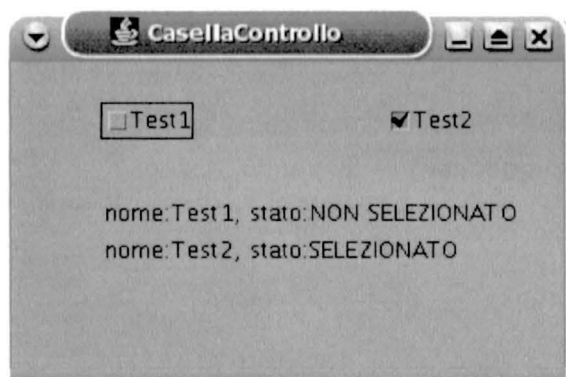 CasellaControllo
Test1
Test2
nome:Test1, stato:NON SELEZIONATO
nome:Test2, stato:SELEZIONATO